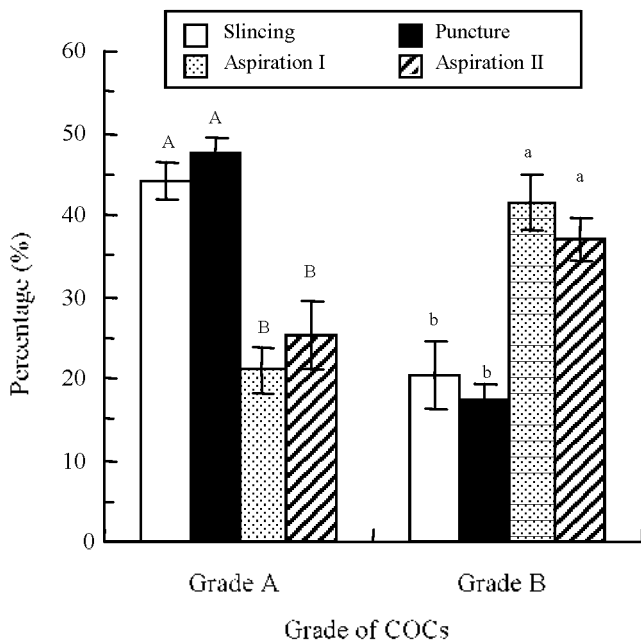 Slincing Puncture
Aspiration I Aspiration II
60
50
40
30
20
10
0
Percentage (%)
A A B B
b b a a
Grade A Grade B
Grade of COCs